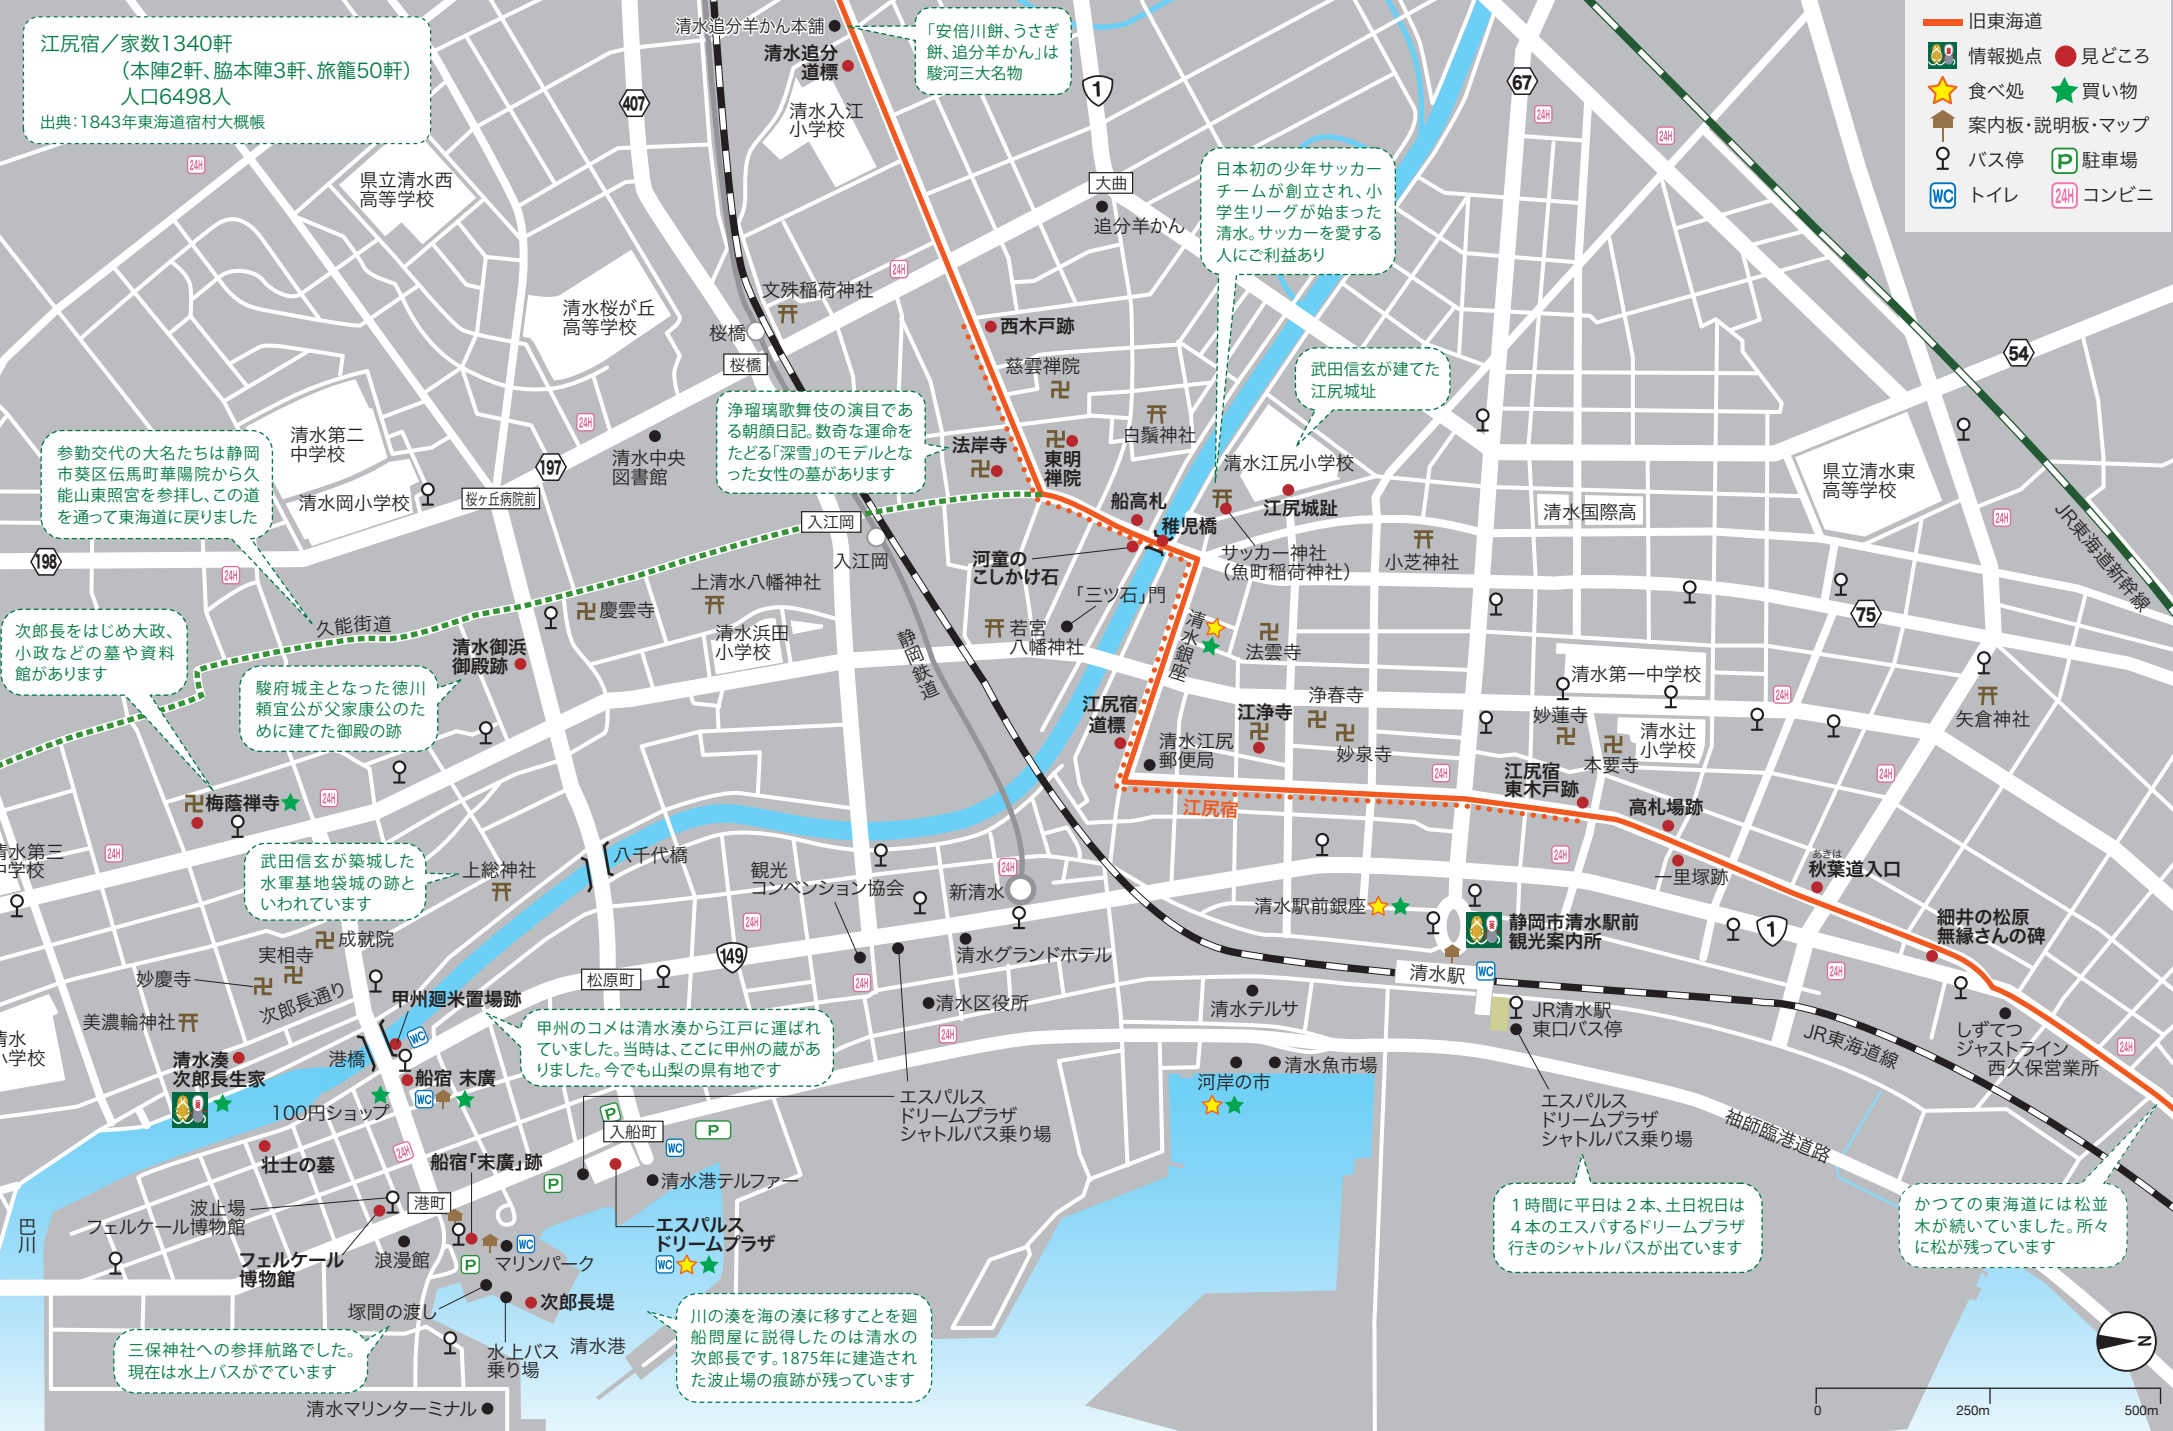 江尻宿／家数1340軒
（本陣2軒、脇本陣3軒、旅籠50軒）
人口6498人
出典：1843年東海道宿村大概帳
清水追分羊かん本舗
清水追分
道標
「安倍川餅、うさぎ
餅、追分羊かん」は
駿河三大名物
旧東海道
情報拠点
見どころ
食べ処
買い物
案内板・説明板・マップ
バス停
P
駐車場
WC
トイレ
24H
コンビニ
407
1
67
24H
24H
24H
清水入江
小学校
県立清水西
高等学校
大曲
追分羊かん
日本初の少年サッカー
チームが創立され、小
学生リーグが始まった
清水。サッカーを愛する
人にご利益あり
24H
文殊稲荷神社
清水桜が丘
高等学校
桜橋
桜橋
西木戸跡
慈雲禅院
武田信玄が建てた
江尻城址
54
浄瑠璃歌舞伎の演目であ
る朝顔日記。数奇な運命を
たどる「深雪」のモデルとな
った女性の墓があります
24H
清水第二
中学校
参勤交代の大名たちは静岡
市葵区伝馬町華陽院から久
能山東照宮を参拝し、この道
を通って東海道に戻りました
清水岡小学校
197
桜ヶ丘病院前
清水中央
図書館
法岸寺
東明
禅院
白鬚神社
清水江尻小学校
江尻城址
船高札
稚児橋
県立清水東
高等学校
清水国際高
24H
JR東海道新幹線
198
24H
入江岡
入江岡
河童の
こしかけ石
サッカー神社
（魚町稲荷神社）
小芝神社
「三ツ石」門
上清水八幡神社
慶雲寺
久能街道
清水浜田
小学校
若宮
八幡神社
静岡鉄道
清水銀座
法雲寺
75
次郎長をはじめ大政、
小政などの墓や資料
館があります
清水御浜
御殿跡
駿府城主となった徳川
頼宜公が父家康公のた
めに建てた御殿の跡
清水第一中学校
24H
矢倉神社
江尻宿
道標
江浄寺
浄春寺
妙泉寺
妙蓮寺
本要寺
清水辻
小学校
清水江尻
郵便局
24H
江尻宿
東木戸跡
24H
高札場跡
江尻宿
梅蔭禅寺
24H
清水第三
中学校
24H
武田信玄が築城した
水軍基地袋城の跡と
いわれています
上総神社
八千代橋
観光
コンベンション協会
新清水
24H
24H
24H
一里塚跡
あきは
秋葉道入口
清水駅前銀座
静岡市清水駅前
観光案内所
1
細井の松原
無縁さんの碑
成就院
実相寺
妙慶寺
次郎長通り
149
松原町
清水グランドホテル
24H
清水駅
WC
24H
甲州廻米置場跡
清水区役所
清水テルサ
JR清水駅
東口バス停
しずてつ
ジャストライン
西久保営業所
JR東海道線
美濃輪神社
甲州のコメは清水湊から江戸に運ばれ
ていました。当時は、ここに甲州の蔵があ
りました。今でも山梨の県有地です
24H
24H
清水
小学校
清水湊
次郎長生家
港橋
WC
船宿 末廣
WC
100円ショップ
河岸の市
清水魚市場
エスパルス
ドリームプラザ
シャトルバス乗り場
エスパルス
ドリームプラザ
シャトルバス乗り場
袖師臨港道路
P
入船町
P
WC
壮士の墓
24H
船宿「末廣」跡
P
清水港テルファー
1時間に平日は2本、土日祝日は
4本のエスパするドリームプラザ
行きのシャトルバスが出ています
かつての東海道には松並
木が続いていました。所々
に松が残っています
波止場
フェルケール博物館
港町
巴川
フェルケール
博物館
浪漫館
P
WC
マリンパーク
エスパルス
ドリームプラザ
WC
塚間の渡し
次郎長堤
水上バス
乗り場
清水港
三保神社への参拝航路でした。
現在は水上バスがでています
川の湊を海の湊に移すことを廻
船問屋に説得したのは清水の
次郎長です。1875年に建造され
た波止場の痕跡が残っています
清水マリンターミナル
N
0
250m
500m